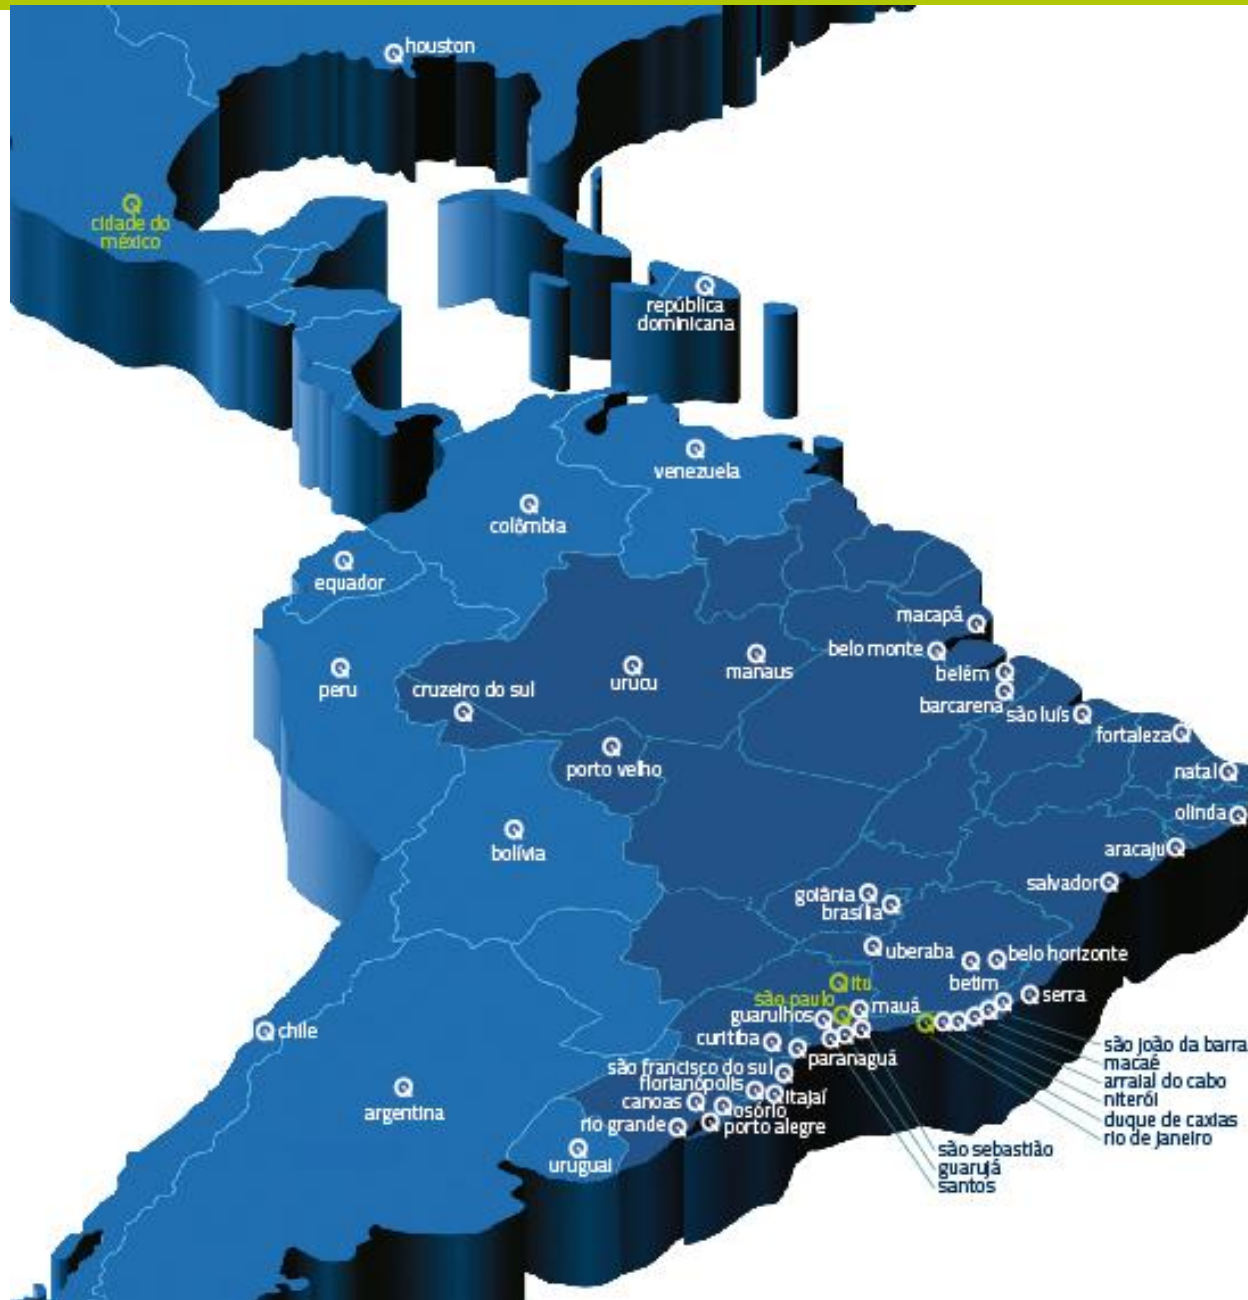 houston
cidade do
méxico
república
dominicana
venezuela
colômbia
equador
macapá
belo monte
manaus
urucu
belém
peru
cruzeiro do sul
barcarena
são luís
fortaleza
porto velho
natal
olinda
bolívia
aracaju
salvador
goiânia
brasília
uberaba
belo horizonte
betim
itu
são paulo
mauá
serra
guarulhos
chile
curitiba
paranaguá
são joão da barra
macaé
arraial do cabo
niterói
duque de caxias
rio de janeiro
são francisco do sul
florianópolis
itajaí
canoas
osório
argentina
rio grande
porto alegre
uruguai
são sebastião
guarujá
santos